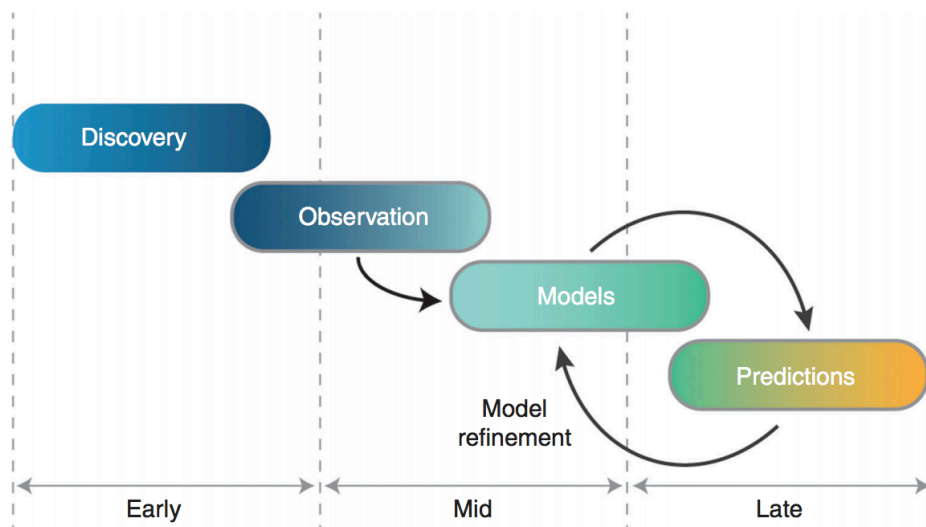 Discovery
Observation
Models
Predictions
Model
refinement
Early
Mid
Late